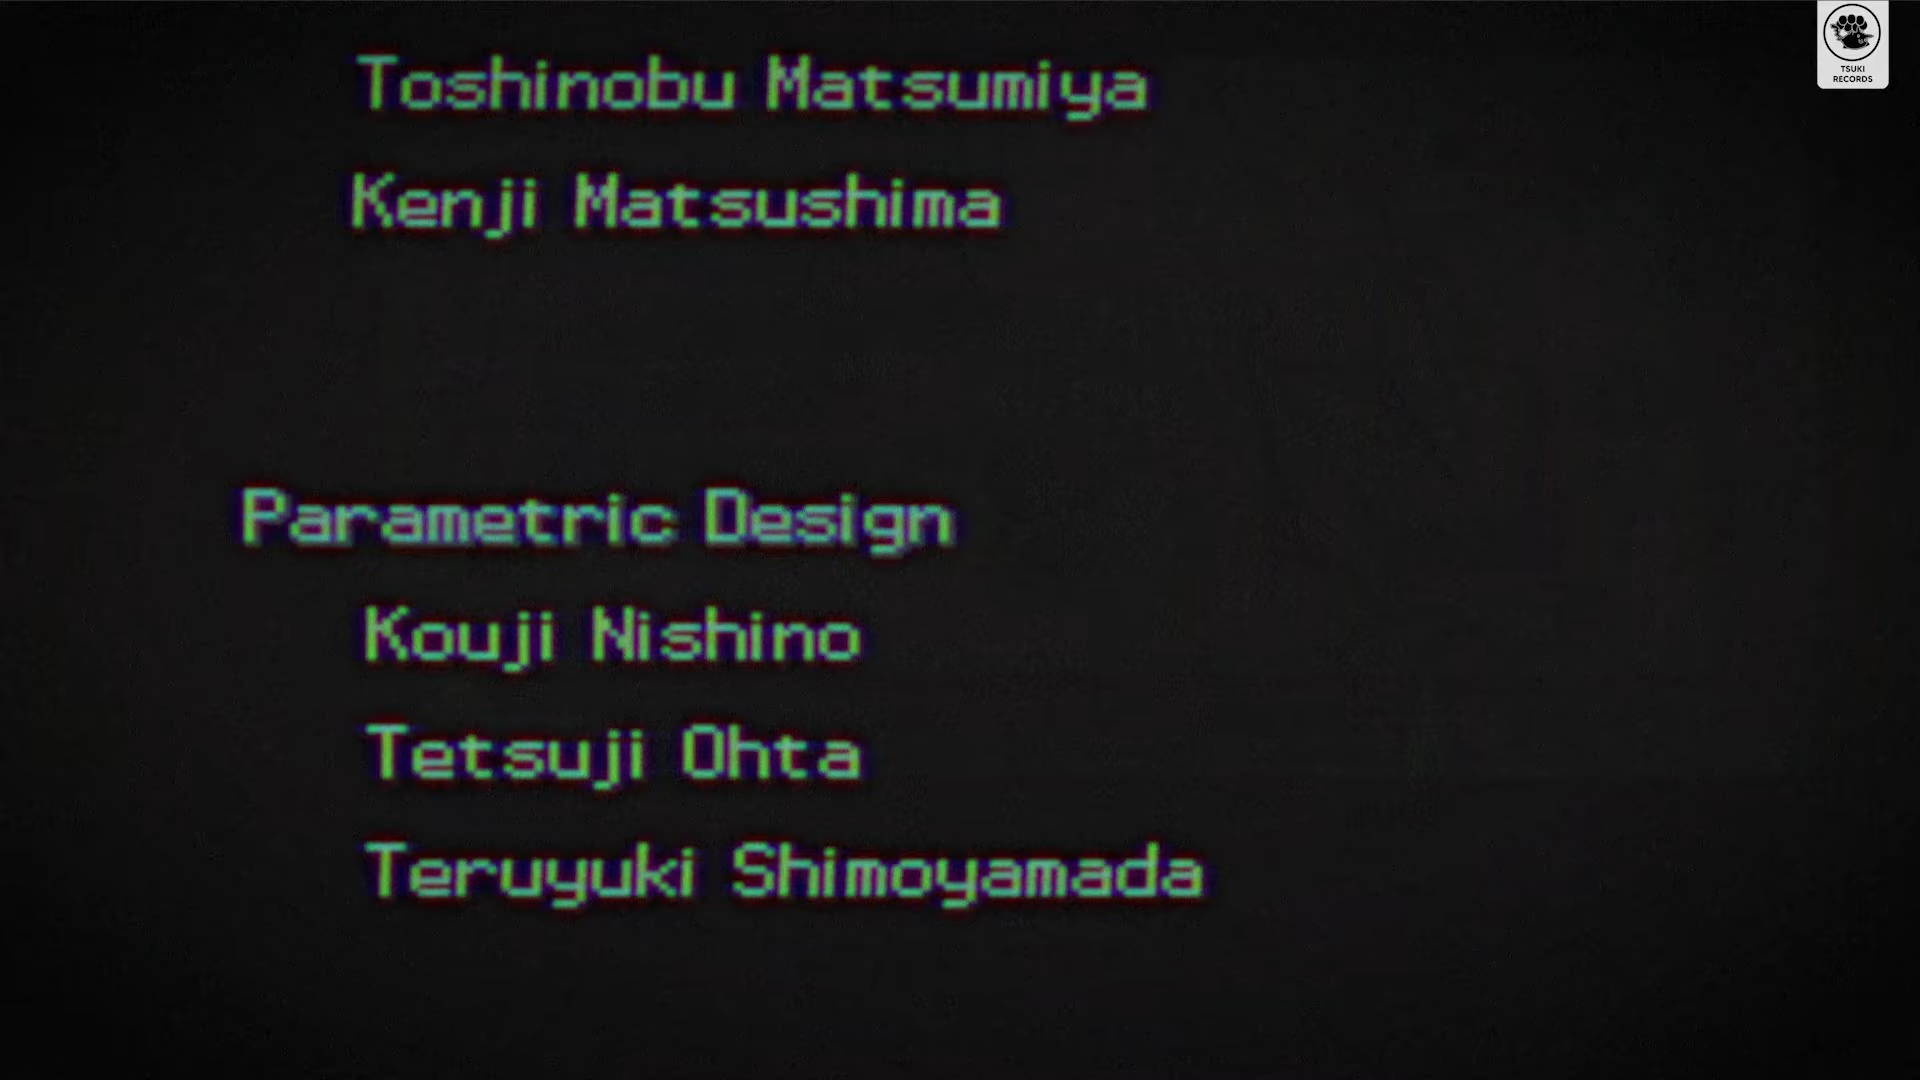 TSUKI
RECORDS
Toshinobu Matsumiya
Kenji Matsushima
Parametric Design
Kouji Nishino
Tetsuji Ohta
Teruyuki Shimoyamada